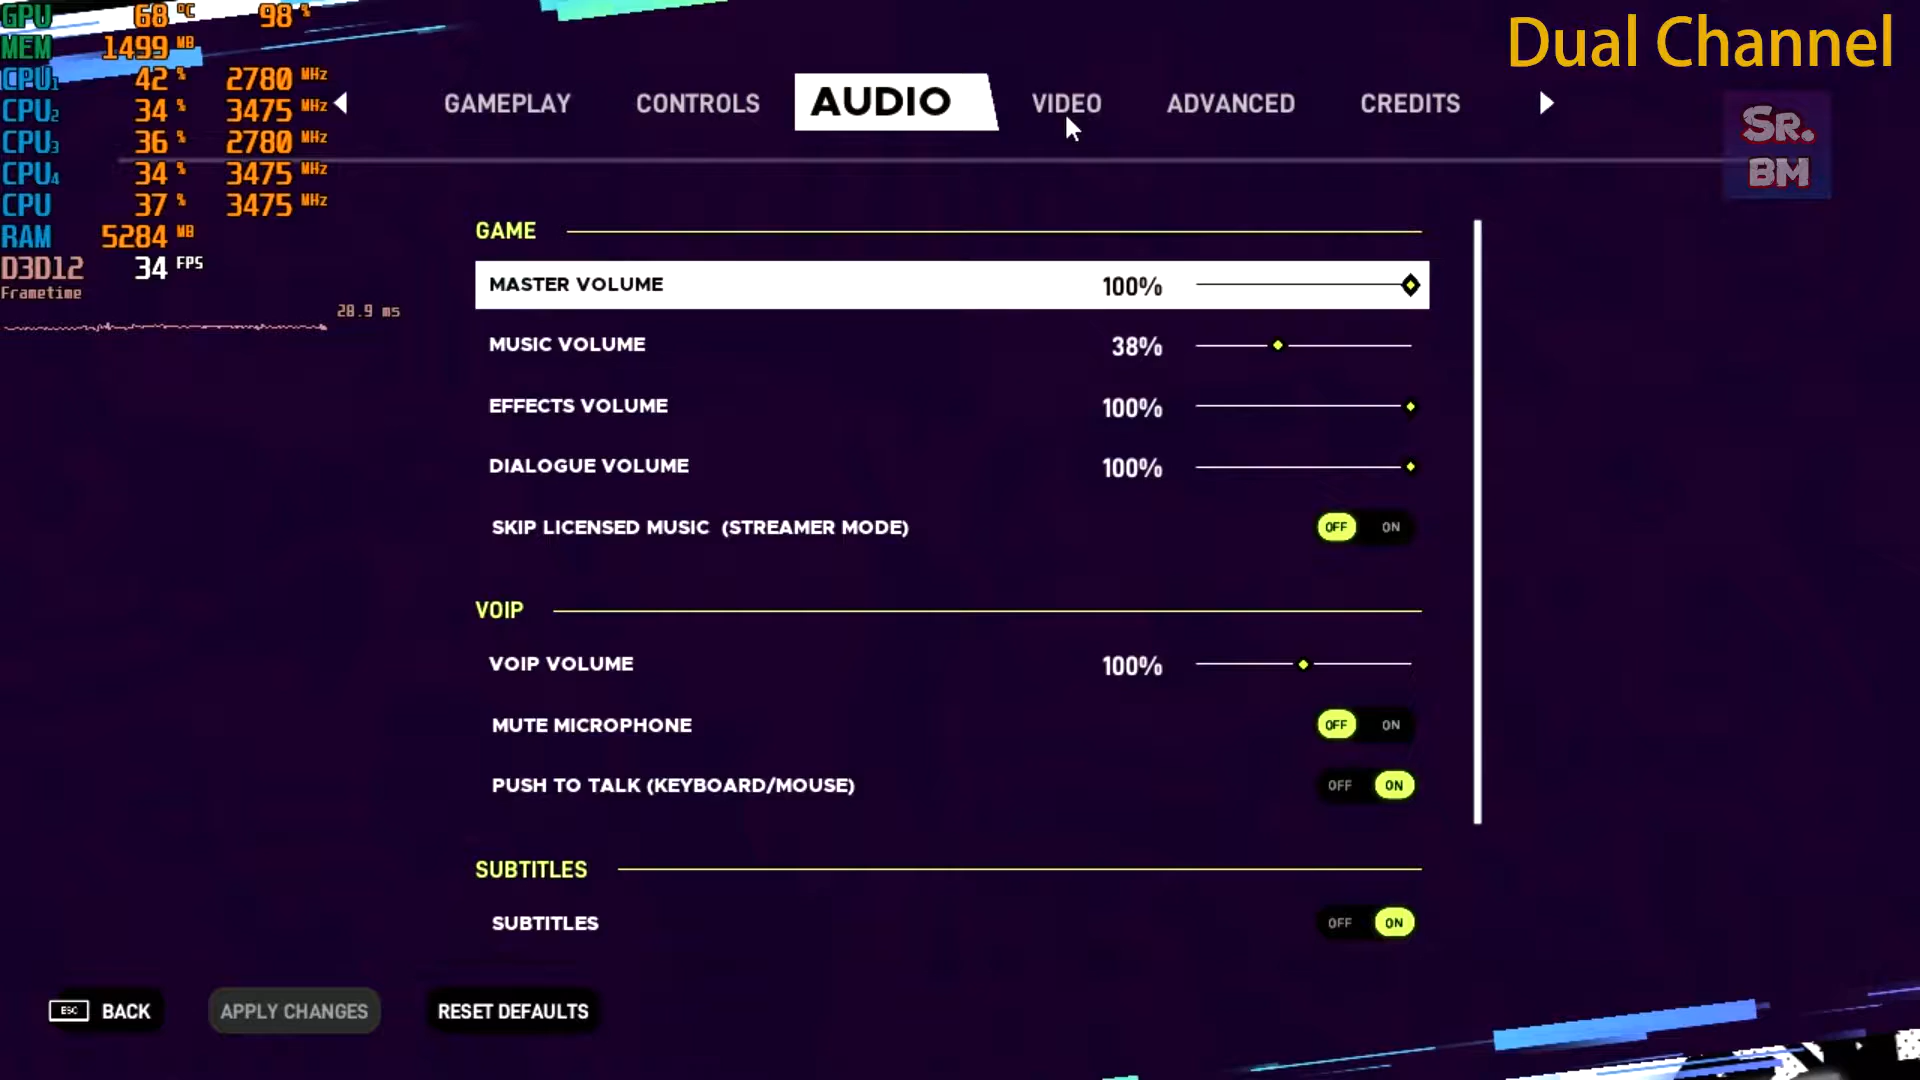 GPU 68 °C 98 %
MEM 1499 MB
CPU1 42 % 2780 MHz
CPU2 34 % 3475 MHz
CPU3 36 % 2780 MHz
CPU4 34 % 3475 MHz
CPU 37 % 3475 MHz
RAM 5284 MB
D3D12 34 FPS
Frametime
28.9 ms
Dual Channel
SR.
BM
GAMEPLAY CONTROLS AUDIO VIDEO ADVANCED CREDITS
GAME
MASTER VOLUME 100%
MUSIC VOLUME 38%
EFFECTS VOLUME 100%
DIALOGUE VOLUME 100%
SKIP LICENSED MUSIC (STREAMER MODE) OFF ON
VOIP
VOIP VOLUME 100%
MUTE MICROPHONE OFF ON
PUSH TO TALK (KEYBOARD/MOUSE) OFF ON
SUBTITLES
SUBTITLES OFF ON
ESC BACK APPLY CHANGES RESET DEFAULTS